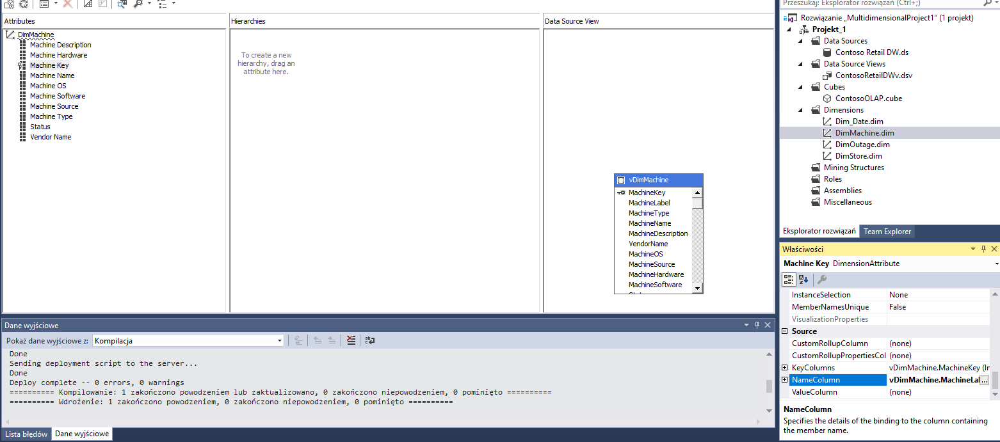 Attributes
DimMachine
Machine Description
Machine Hardware
Machine Key
Machine Name
Machine OS
Machine Software
Machine Source
Machine Type
Status
Vendor Name
Hierarchies
To create a new
hierarchy, drag an
attribute here.
Data Source View
vDimMachine
MachineKey
MachineLabel
MachineType
MachineName
MachineDescription
VendorName
MachineOS
MachineSource
MachineHardware
MachineSoftware
Dane wyjściowe
Pokaż dane wyjściowe z: Kompilacja
Done
Sending deployment script to the server...
Done
Deploy complete -- 0 errors, 0 warnings
========== Kompilowanie: 1 zakończono powodzeniem lub zaktualizowano, 0 zakończono niepowodzeniem, 0 pominięto ==========
========== Wdrożenie: 1 zakończono powodzeniem, 0 zakończono niepowodzeniem, 0 pominięto ==========
Lista błędów Dane wyjściowe
Przeszukaj: Eksplorator rozwiązań (Ctrl+;)
Rozwiązanie „MultidimensionalProject1” (1 projekt)
Projekt_1
Data Sources
Contoso Retail DW.ds
Data Source Views
ContosoRetailDWv.dsv
Cubes
ContosoOLAP.cube
Dimensions
Dim_Date.dim
DimMachine.dim
DimOutage.dim
DimStore.dim
Mining Structures
Roles
Assemblies
Miscellaneous
Eksplorator rozwiązań Team Explorer
Właściwości
Machine Key DimensionAttribute
InstanceSelection None
MemberNamesUnique False
VisualizationProperties
Source
CustomRollupColumn (none)
CustomRollupPropertiesCol (none)
KeyColumns vDimMachine.MachineKey (In
NameColumn vDimMachine.MachineLal ...
ValueColumn (none)
NameColumn
Specifies the details of the binding to the column containing
the member name.